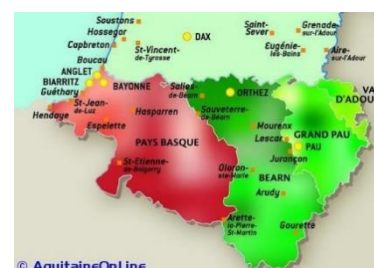 Soustons
Hossegor
Capbreton
St-Vincent-
de-Tyrosse
DAX
Saint-
Sever
Grenade-
sur-l'Adour
Eugénie-
les-Bains
Aire-
sur-l'Adour
Boucau
ANGLET
BIARRITZ
Guéthary
BAYONNE
St-Jean-
de-Luz
Hendaye
Espelette
Hasparren
Salies-
de-Béarn
Sauveterre-
de-Béarn
ORTHEZ
VA
D'ADOU
Mourenx
Lescar
GRAND PAU
PAU
Jurançon
PAYS BASQUE
St-Etienne-
de-Baïgorry
Oloron-
ste-Marie
BEARN
Arudy
Arette-
la-Pierre-
St-Martin
Gourette
© AquitaineOnLine